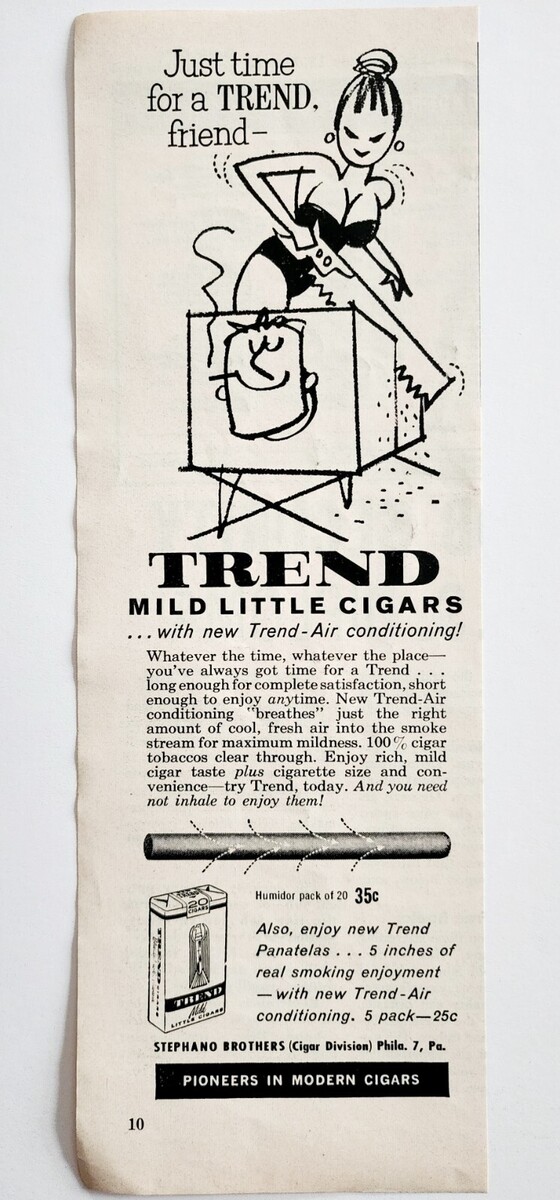 Just time
for a TREND,
friend—
TREND
MILD LITTLE CIGARS
...with new Trend-Air conditioning!
Whatever the time, whatever the place—
you've always got time for a Trend . . .
long enough for complete satisfaction, short
enough to enjoy anytime. New Trend-Air
conditioning "breathes" just the right
amount of cool, fresh air into the smoke
stream for maximum mildness. 100% cigar
tobaccos clear through. Enjoy rich, mild
cigar taste plus cigarette size and con-
venience—try Trend, today. And you need
not inhale to enjoy them!
Humidor pack of 20 35c
20
CIGARS
TREND
Mild
LITTLE CIGARS
Also, enjoy new Trend
Panatelas . . . 5 inches of
real smoking enjoyment
— with new Trend-Air
conditioning. 5 pack—25c
STEPHANO BROTHERS (Cigar Division) Phila. 7, Pa.
PIONEERS IN MODERN CIGARS
10